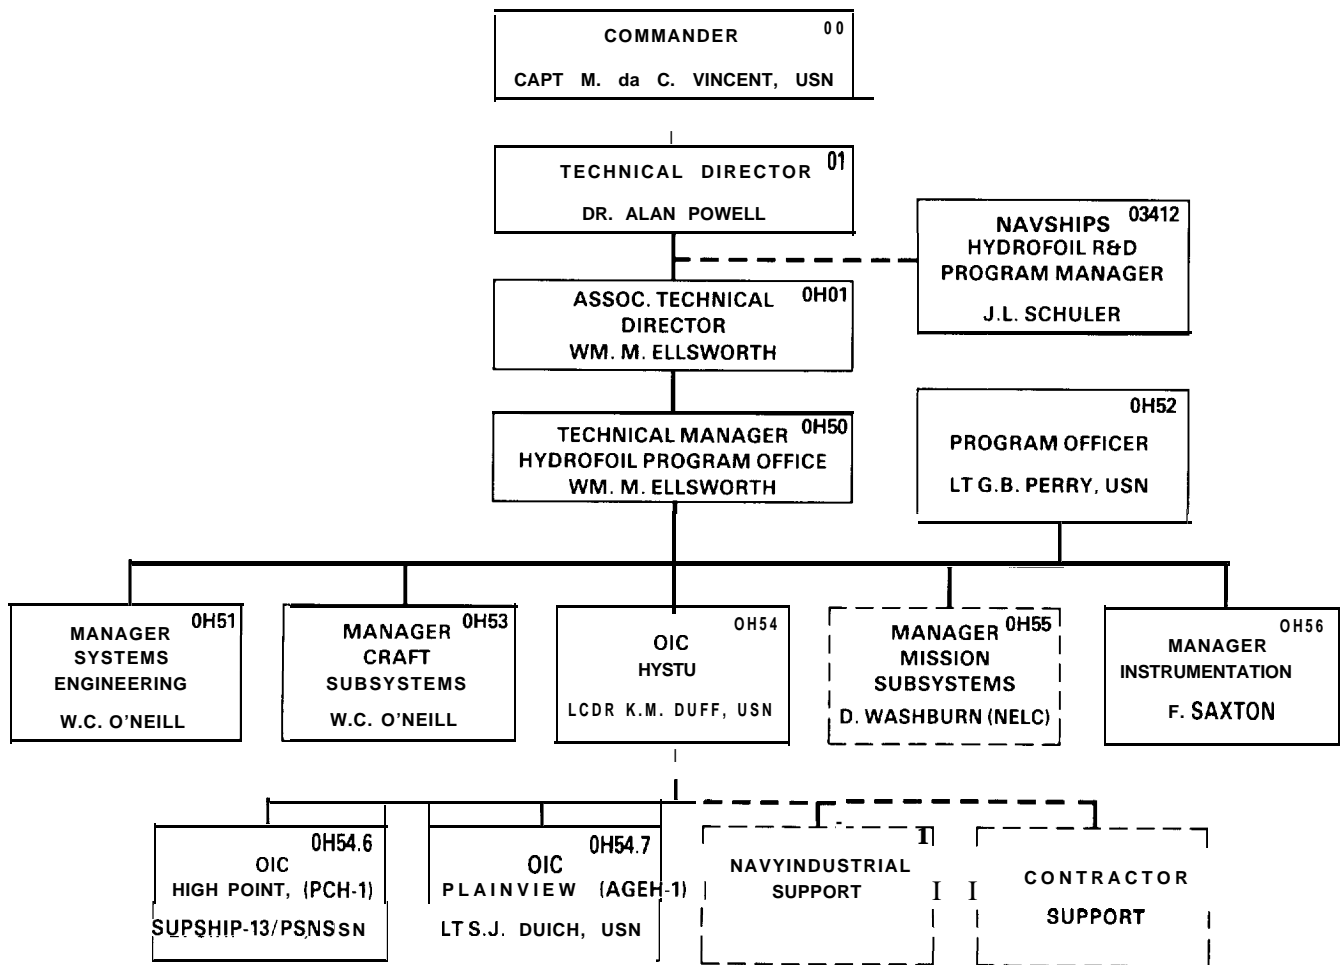 00
COMMANDER
CAPT M. da C. VINCENT, USN
01
TECHNICAL DIRECTOR
DR. ALAN POWELL
03412
NAVSHIPS
HYDROFOIL R&D
PROGRAM MANAGER
J.L. SCHULER
0H01
ASSOC. TECHNICAL
DIRECTOR
WM. M. ELLSWORTH
0H52
PROGRAM OFFICER
LT G.B. PERRY, USN
0H50
TECHNICAL MANAGER
HYDROFOIL PROGRAM OFFICE
WM. M. ELLSWORTH
0H51
MANAGER
SYSTEMS
ENGINEERING
W.C. O'NEILL
0H53
MANAGER
CRAFT
SUBSYSTEMS
W.C. O'NEILL
0H54
OIC
HYSTU
LCDR K.M. DUFF, USN
0H55
MANAGER
MISSION
SUBSYSTEMS
D. WASHBURN (NELC)
0H56
MANAGER
INSTRUMENTATION
F. SAXTON
0H54.6
OIC
HIGH POINT, (PCH-1)
SUPSHIP-13/PSNS SN
0H54.7
OIC
PLAINVIEW (AGEH-1)
LT S.J. DUICH, USN
NAVYINDUSTRIAL
SUPPORT
CONTRACTOR
SUPPORT